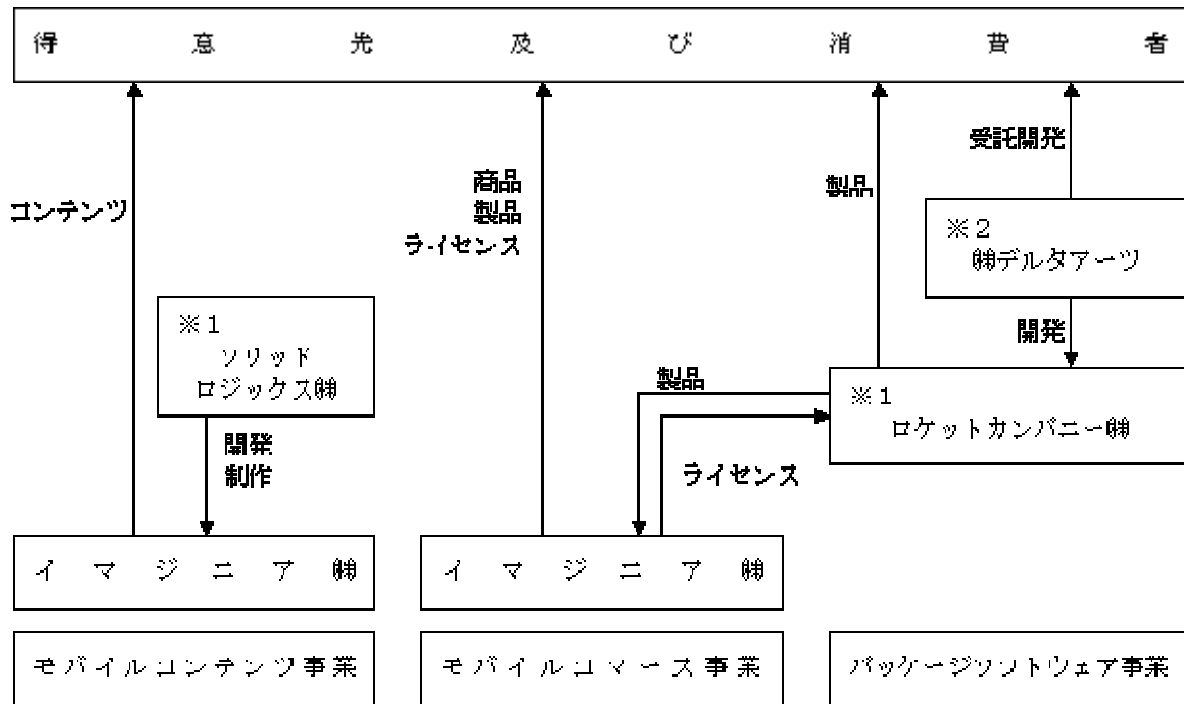 得意先及び消費者
受託開発
コンテンツ
商品
製品
ライセンス
製品
※2
㈱デルタアーツ
※1
ソリッド
ロジックス㈱
開発
製品
※1
ロケットカンパニー㈱
開発
制作
ライセンス
イマジニア㈱
イマジニア㈱
モバイルコンテンツ事業
モバイルコマース事業
パッケージソフトウェア事業